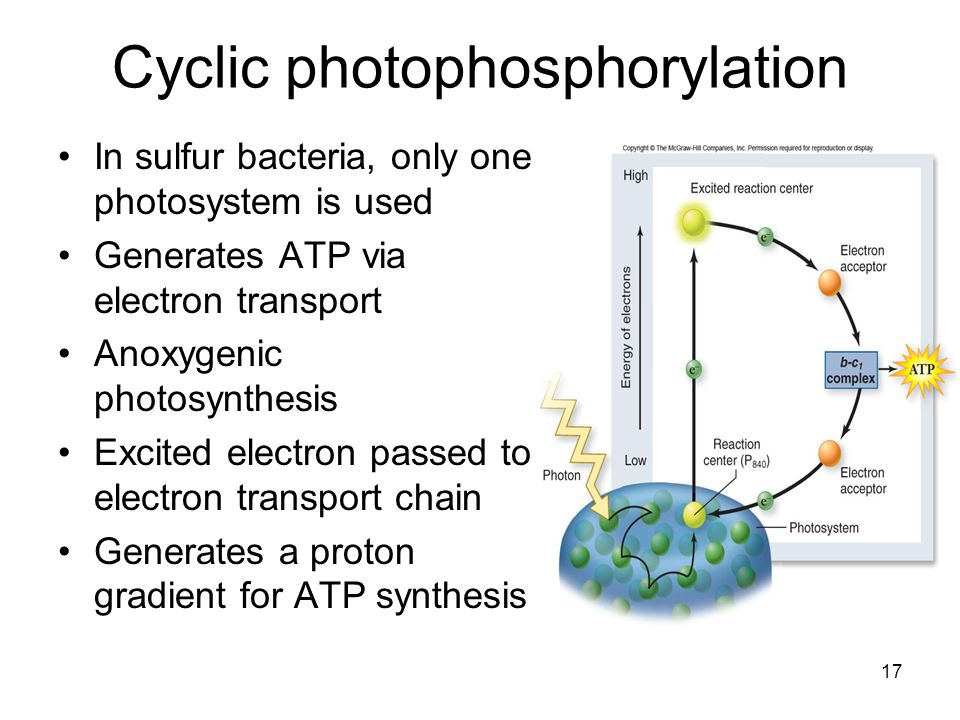 Cyclic photophosphorylation
• In sulfur bacteria, only one
photosystem is used
• Generates ATP via
electron transport
• Anoxygenic
photosynthesis
• Excited electron passed to
electron transport chain
• Generates a proton
gradient for ATP synthesis
Copyright © The McGraw-Hill Companies, Inc. Permission required for reproduction or display.
High
Excited reaction center
e⁻
Electron
acceptor
Energy of electrons
e⁻
b-c₁
complex
ATP
Low
Reaction
center (P₈₄₀)
Electron
acceptor
Photon
e⁻
Photosystem
17